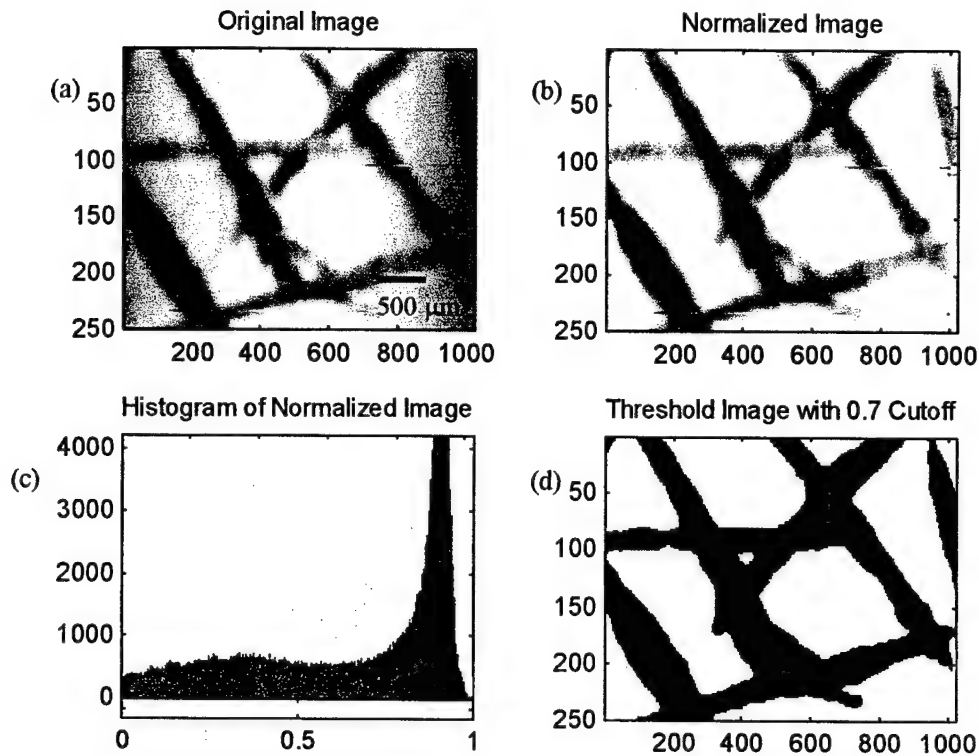 Original Image
Normalized Image
(a)
50
100
150
200
250
200 400 600 800 1000
500 µm
(b)
50
100
150
200
250
200 400 600 800 1000
Histogram of Normalized Image
Threshold Image with 0.7 Cutoff
(c)
4000
3000
2000
1000
0
0 0.5 1
(d)
50
100
150
200
250
200 400 600 800 1000